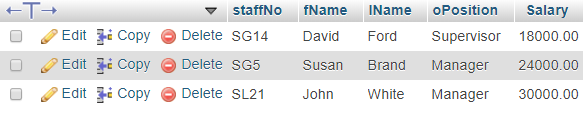 staffNo fName lName oPosition Salary
Edit Copy Delete SG14 David Ford Supervisor 18000.00
Edit Copy Delete SG5 Susan Brand Manager 24000.00
Edit Copy Delete SL21 John White Manager 30000.00